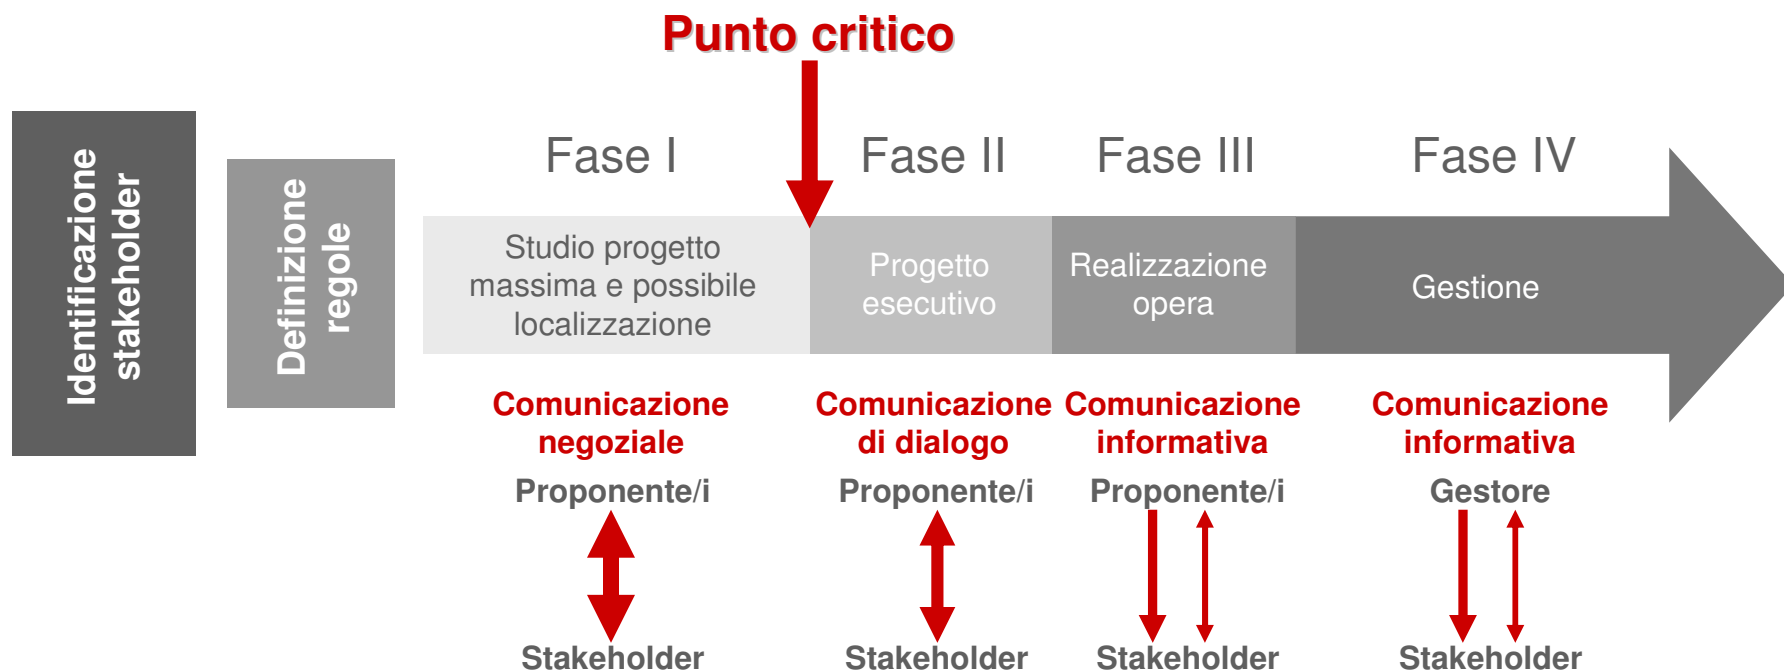 Punto critico
Identificazione
stakeholder
Definizione
regole
Fase I
Fase II
Fase III
Fase IV
Studio progetto
massima e possibile
localizzazione
Progetto
esecutivo
Realizzazione
opera
Gestione
Comunicazione
negoziale
Comunicazione
di dialogo
Comunicazione
informativa
Comunicazione
informativa
Proponente/i
Proponente/i
Proponente/i
Gestore
Stakeholder
Stakeholder
Stakeholder
Stakeholder